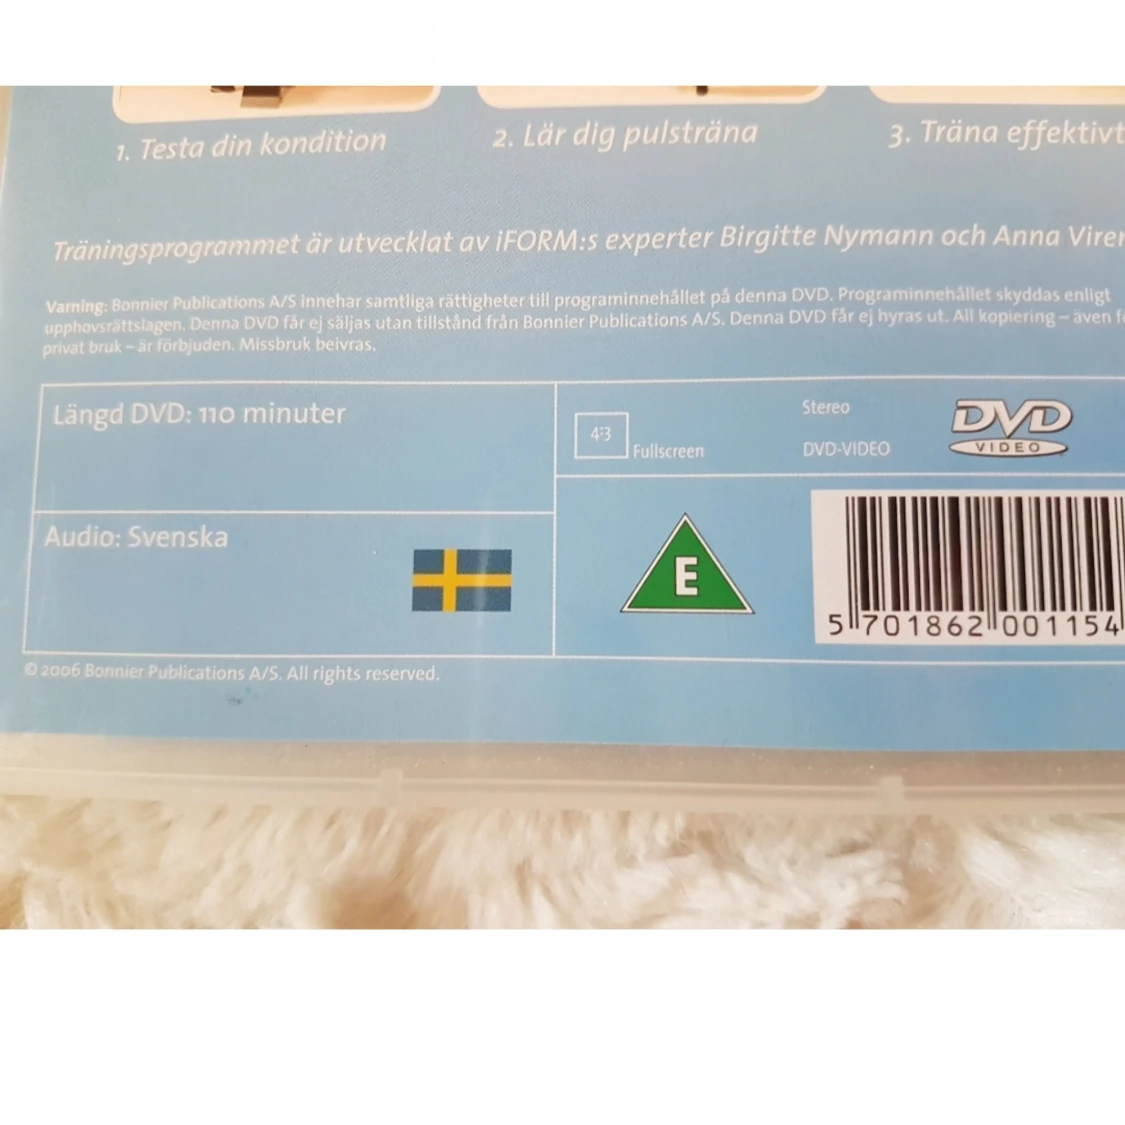 1. Testa din kondition
2. Lär dig pulsträna
3. Träna effektivt
Träningsprogrammet är utvecklat av iFORM:s experter Birgitte Nymann och Anna
Varning: Bonnier Publications A/S innehar samtliga rättigheter till programinnehållet på denna DVD. Programinnehållet skyddas enligt
upphovsrättslagen. Denna DVD får ej säljas utan tillstånd från Bonnier Publications A/S. Denna DVD får ej hyras ut. All kopiering – även
privat bruk – är förbjuden. Missbruk beivras.
Längd DVD: 110 minuter
4:3
Fullscreen
Stereo
DVD-VIDEO
DVD
VIDEO
Audio: Svenska
E
5 701862 001154
© 2006 Bonnier Publications A/S. All rights reserved.